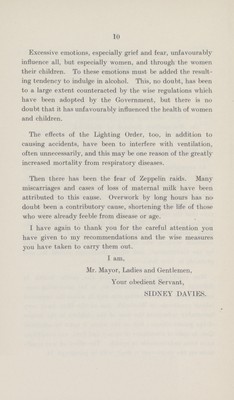 10
Excessive emotions, especially grief and fear, unfavourably
influence all, but especially women, and through the women
their children. To these emotions must be added the result-
ing tendency to indulge in alcohol. This, no doubt, has been
to a large extent counteracted by the wise regulations which
have been adopted by the Government, but there is no
doubt that it has unfavourably influenced the health of women
and children.
The effects of the Lighting Order, too, in addition to
causing accidents, have been to interfere with ventilation,
often unnecessarily, and this may be one reason of the greatly
increased mortality from respiratory diseases.
Then there has been the fear of Zeppelin raids. Many
miscarriages and cases of loss of maternal milk have been
attributed to this cause. Overwork by long hours has no
doubt been a contributory cause, shortening the life of those
who were already feeble from disease or age.
I have again to thank you for the careful attention you
have given to my recommendations and the wise measures
you have taken to carry them out.
I am,
Mr. Mayor, Ladies and Gentlemen,
Your obedient Servant,
SIDNEY DAVIES.